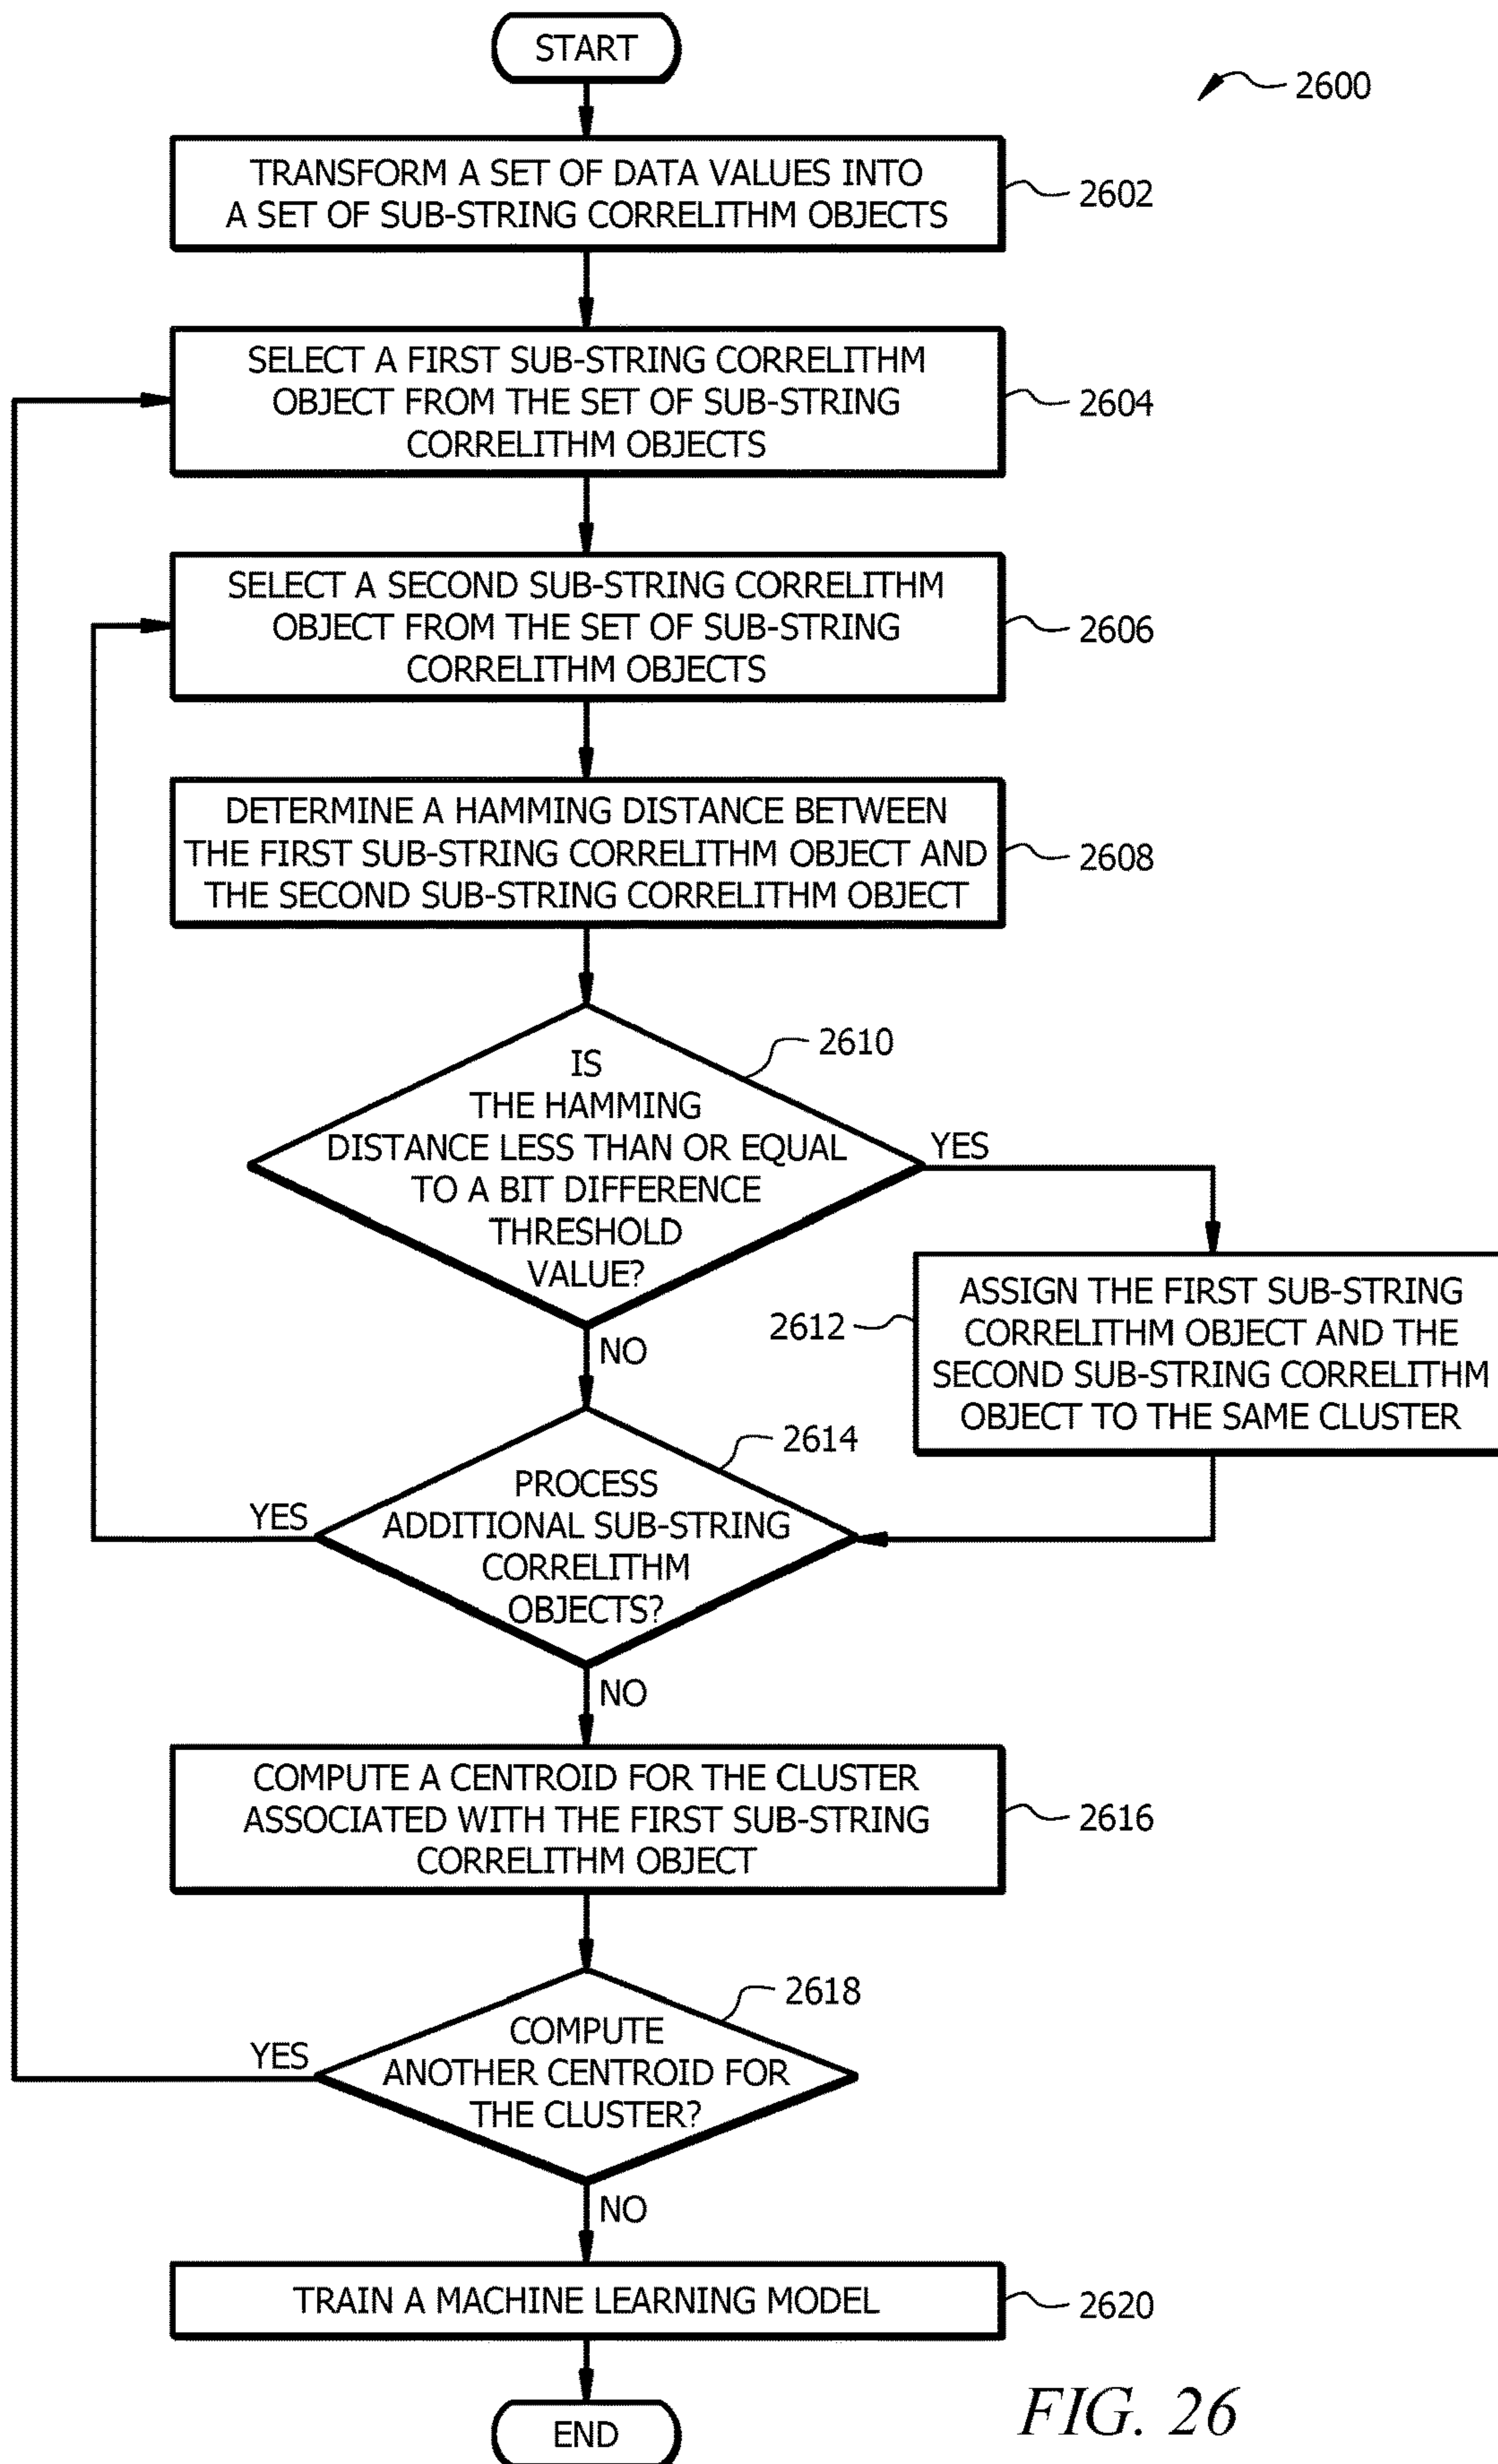 START
2600
TRANSFORM A SET OF DATA VALUES INTO
A SET OF SUB-STRING CORRELITHM OBJECTS
2602
SELECT A FIRST SUB-STRING CORRELITHM
OBJECT FROM THE SET OF SUB-STRING
CORRELITHM OBJECTS
2604
SELECT A SECOND SUB-STRING CORRELITHM
OBJECT FROM THE SET OF SUB-STRING
CORRELITHM OBJECTS
2606
DETERMINE A HAMMING DISTANCE BETWEEN
THE FIRST SUB-STRING CORRELITHM OBJECT AND
THE SECOND SUB-STRING CORRELITHM OBJECT
2608
2610
IS
THE HAMMING
DISTANCE LESS THAN OR EQUAL
TO A BIT DIFFERENCE
THRESHOLD
VALUE?
YES
NO
2612
ASSIGN THE FIRST SUB-STRING
CORRELITHM OBJECT AND THE
SECOND SUB-STRING CORRELITHM
OBJECT TO THE SAME CLUSTER
2614
PROCESS
ADDITIONAL SUB-STRING
CORRELITHM
OBJECTS?
YES
NO
COMPUTE A CENTROID FOR THE CLUSTER
ASSOCIATED WITH THE FIRST SUB-STRING
CORRELITHM OBJECT
2616
2618
COMPUTE
ANOTHER CENTROID FOR
THE CLUSTER?
YES
NO
TRAIN A MACHINE LEARNING MODEL
2620
END
FIG. 26